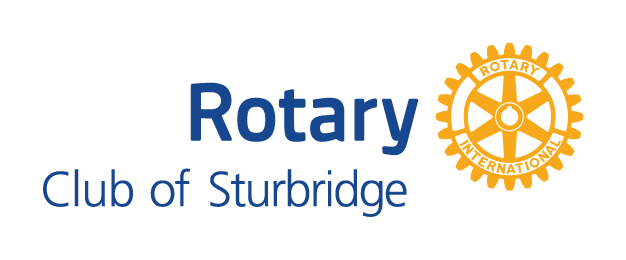 Rotary
Club of Sturbridge
ROTARY
INTERNATIONAL